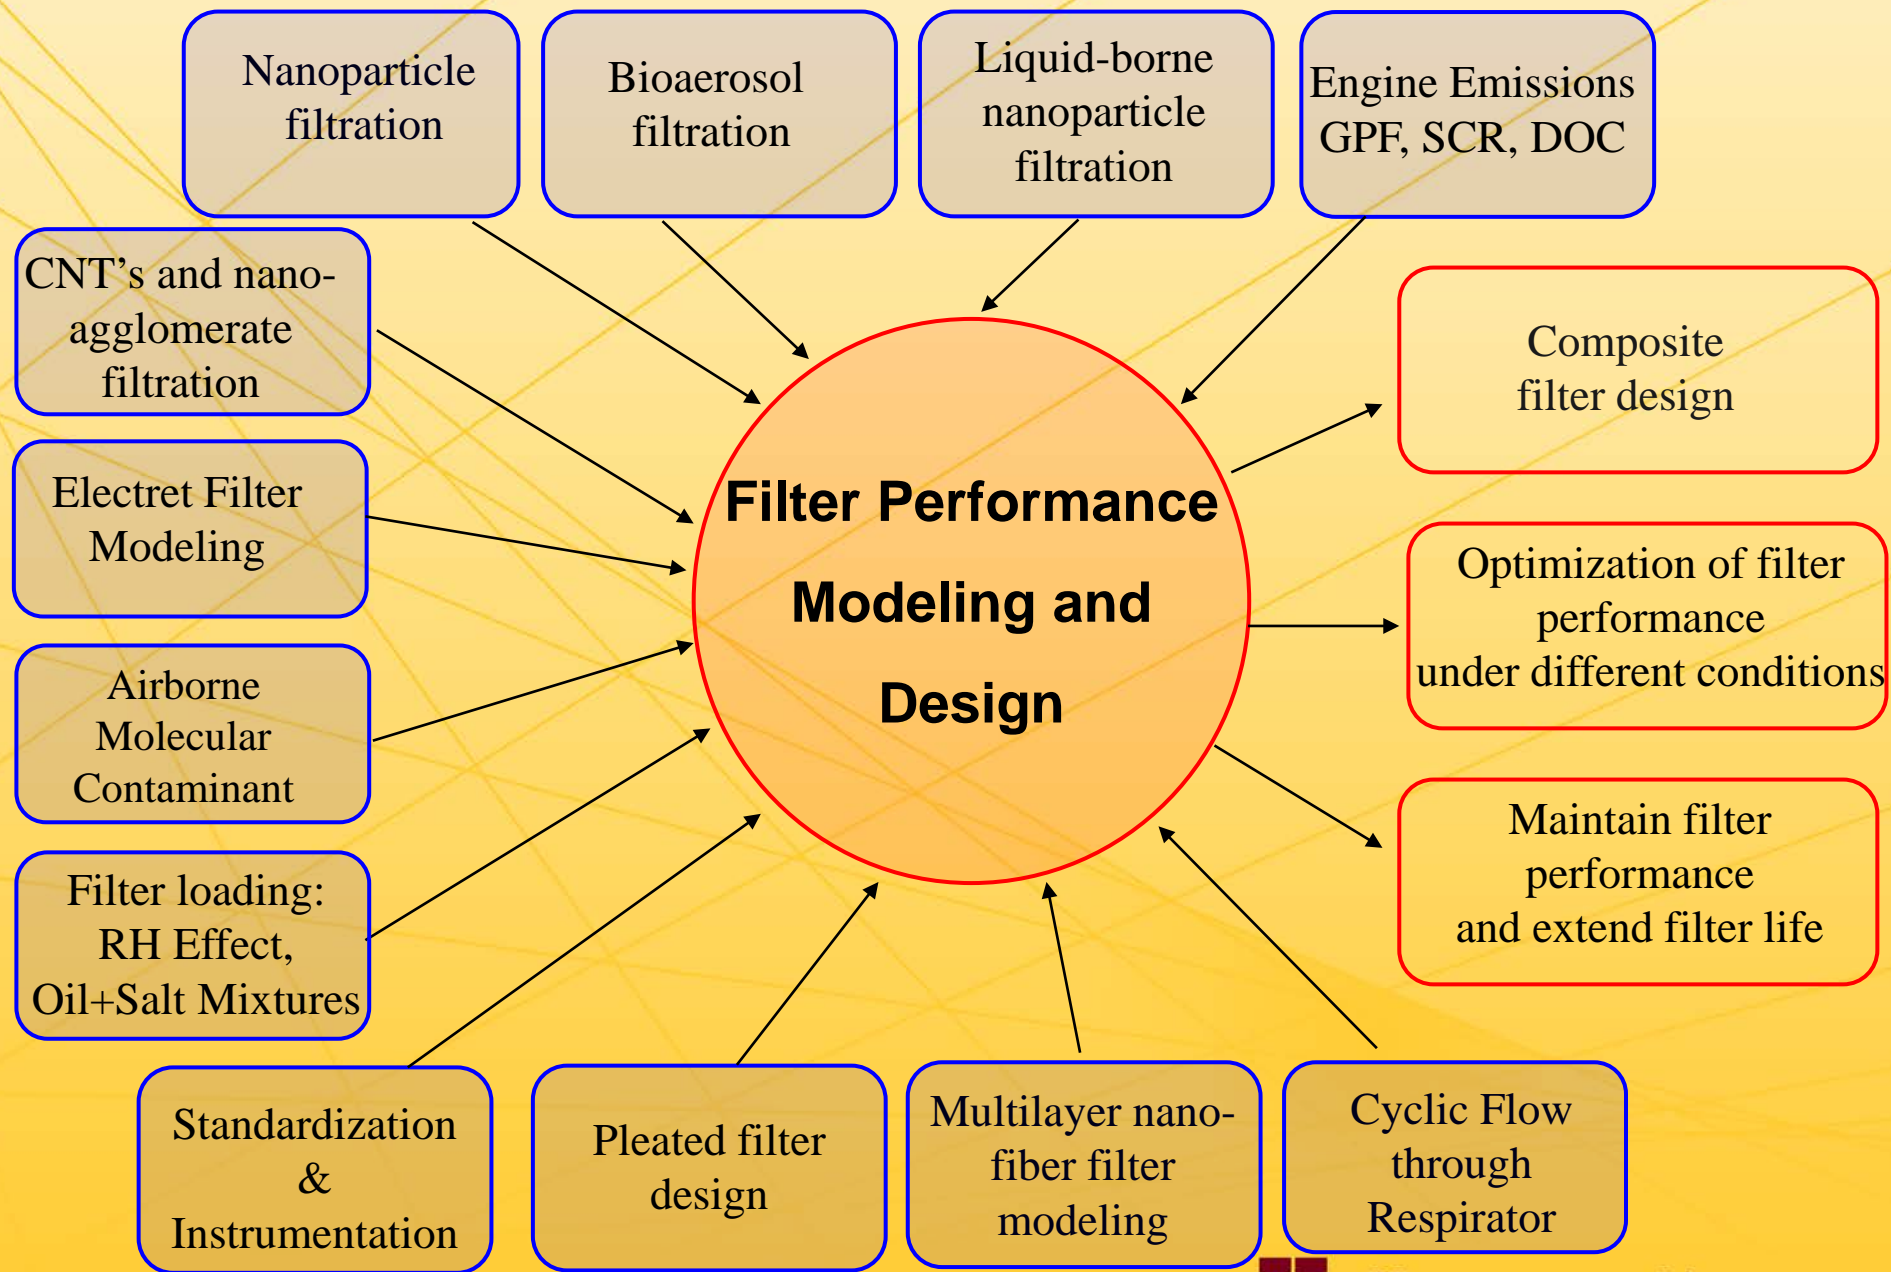 Nanoparticle
filtration
Bioaerosol
filtration
Liquid-borne
nanoparticle
filtration
Engine Emissions
GPF, SCR, DOC
CNT's and nano-
agglomerate
filtration
Electret Filter
Modeling
Airborne
Molecular
Contaminant
Filter loading:
RH Effect,
Oil+Salt Mixtures
Filter Performance
Modeling and
Design
Composite
filter design
Optimization of filter
performance
under different conditions
Maintain filter
performance
and extend filter life
Standardization
&
Instrumentation
Pleated filter
design
Multilayer nano-
fiber filter
modeling
Cyclic Flow
through
Respirator